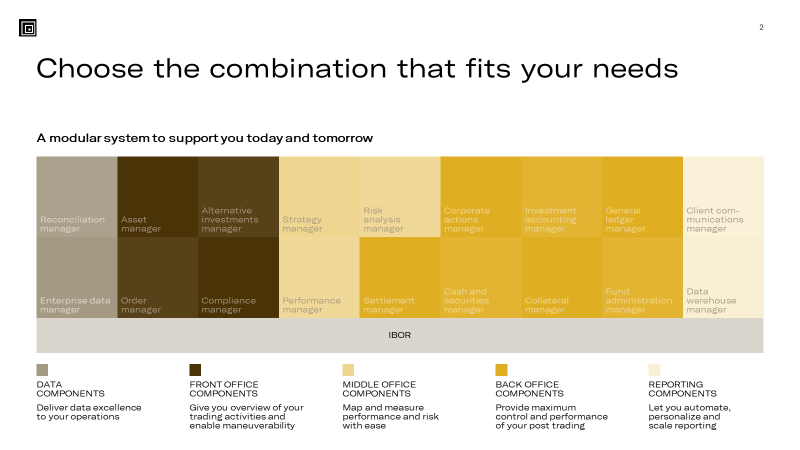 2
Choose the combination that fits your needs
A modular system to support you today and tomorrow
Reconciliation
manager
Asset
manager
Alternative
investments
manager
Strategy
manager
Risk
analysis
manager
Corporate
actions
manager
Investment
accounting
manager
General
ledger
manager
Client com-
munications
manager
Enterprise data
manager
Order
manager
Compliance
manager
Performance
manager
Settlement
manager
Cash and
securities
manager
Collateral
manager
Fund
administration
manager
Data
warehouse
manager
IBOR
DATA
COMPONENTS
Deliver data excellence
to your operations
FRONT OFFICE
COMPONENTS
Give you overview of your
trading activities and
enable maneuverability
MIDDLE OFFICE
COMPONENTS
Map and measure
performance and risk
with ease
BACK OFFICE
COMPONENTS
Provide maximum
control and performance
of your post trading
REPORTING
COMPONENTS
Let you automate,
personalize and
scale reporting